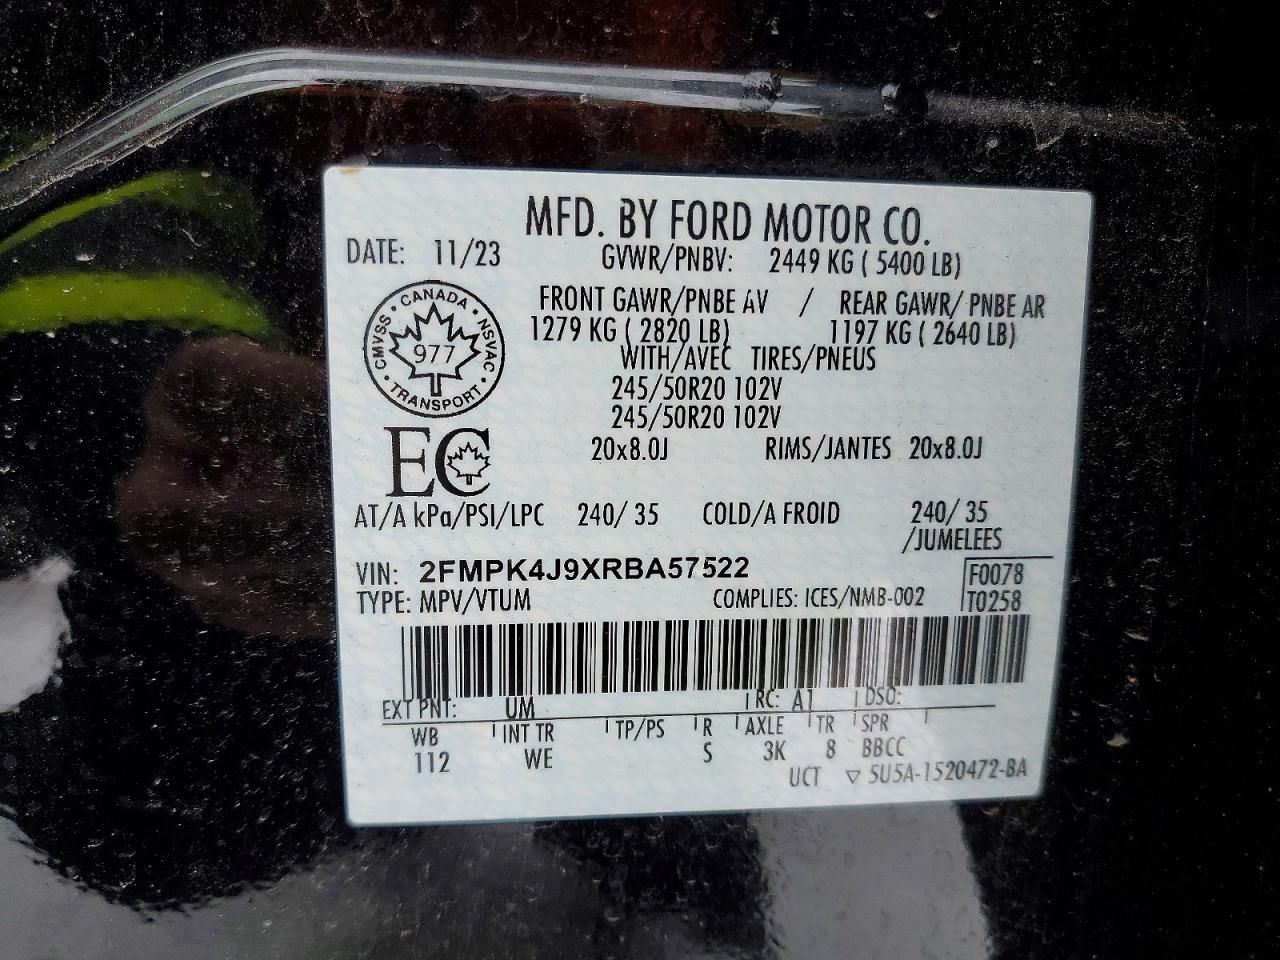 MFD. BY FORD MOTOR CO.
DATE: 11/23
GVWR/PNBV: 2449 KG ( 5400 LB)
FRONT GAWR/PNBE AV / REAR GAWR/ PNBE AR
1279 KG ( 2820 LB) 1197 KG ( 2640 LB)
WITH/AVEC TIRES/PNEUS
245/50R20 102V
245/50R20 102V
20x8.0J RIMS/JANTES 20x8.0J
CANADA
CMVSS
NSVAC
977
TRANSPORT
EC
AT/A kPa/PSI/LPC 240/ 35 COLD/A FROID 240/ 35
/JUMELEES
VIN: 2FMPK4J9XRBA57522
F0078
TYPE: MPV/VTUM COMPLIES: ICES/NMB-002
T0258
EXT PNT: UM RC: A1 DSO:
WB INT TR TP/PS R AXLE TR SPR
112 WE S 3K 8 BBCC
UCT ▽ 5U5A-1520472-BA